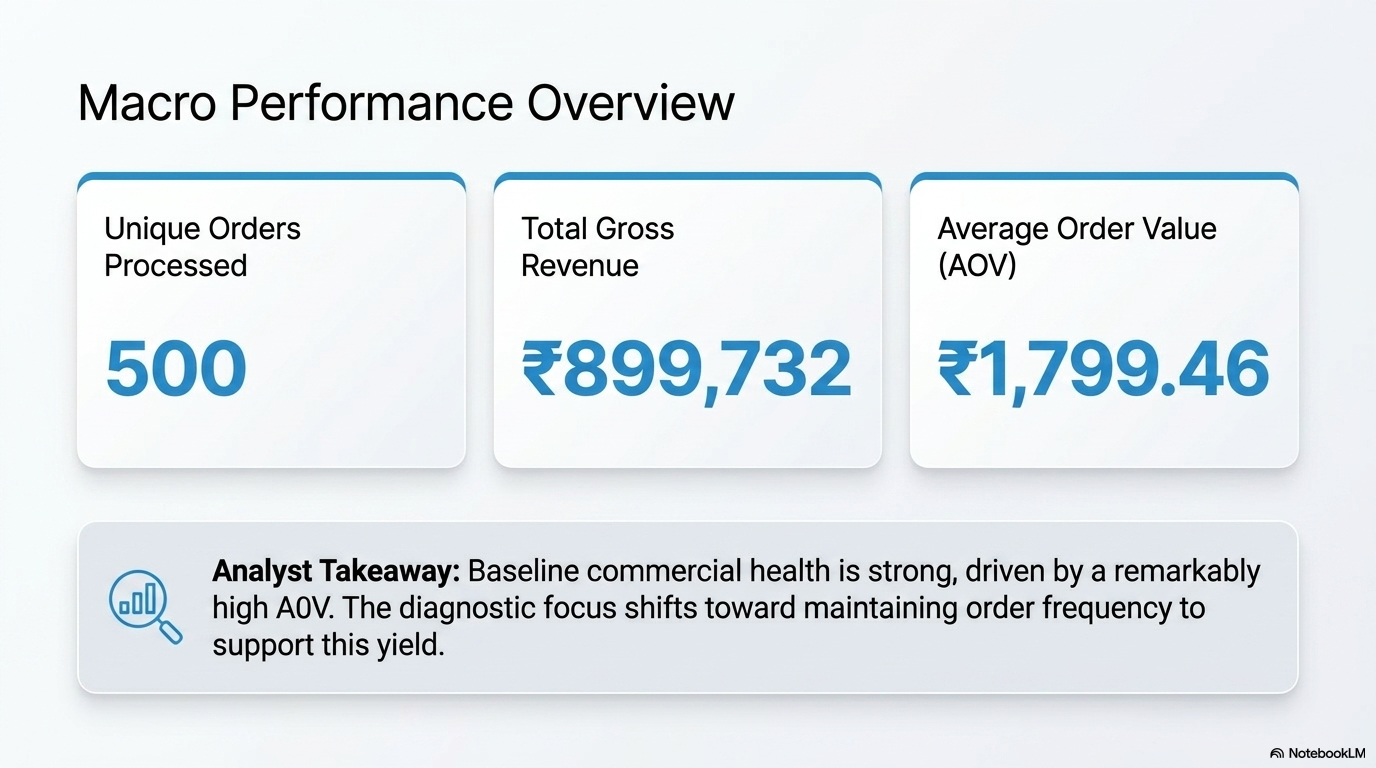 Macro Performance Overview
Unique Orders
Processed
500
Total Gross
Revenue
₹899,732
Average Order Value
(AOV)
₹1,799.46
Analyst Takeaway: Baseline commercial health is strong, driven by a remarkably
high A0V. The diagnostic focus shifts toward maintaining order frequency to
support this yield.
NotebookLM